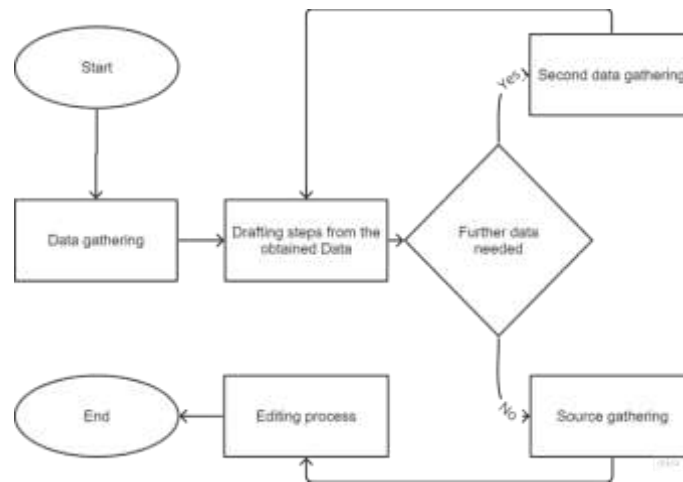 Start
Yes
Second data gathering
Data gathering
Drafting steps from the
obtained Data
Further data
needed
No
End
Editing process
Source gathering